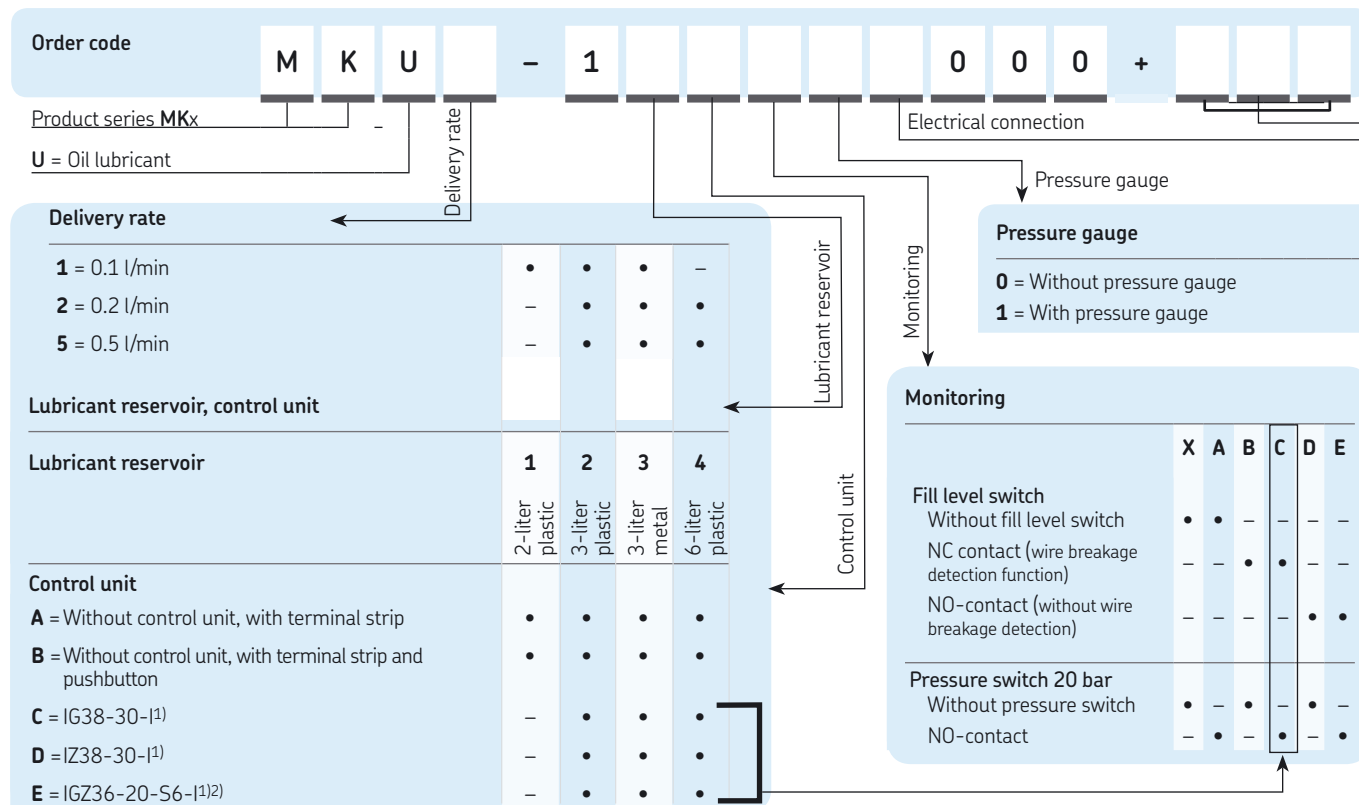 Order code
M K U – 1 0 0 0 +
Product series MKx –
U = Oil lubricant
Delivery rate
Electrical connection
Pressure gauge
Delivery rate
1 = 0.1 l/min • • • –
2 = 0.2 l/min – • • •
5 = 0.5 l/min – • • •
Lubricant reservoir, control unit
Lubricant reservoir 1 2 3 4
2-liter plastic
3-liter plastic
3-liter metal
6-liter plastic
Control unit
A = Without control unit, with terminal strip • • • •
B = Without control unit, with terminal strip and • • • •
pushbutton
C = IG38-30-I1) – • • •
D =IZ38-30-I1) – • • •
E = IGZ36-20-S6-I1)2) – • • •
Lubricant reservoir
Control unit
Monitoring
Pressure gauge
0 = Without pressure gauge
1 = With pressure gauge
Monitoring
X A B C D E
Fill level switch
Without fill level switch • • – – – –
NC contact (wire breakage
detection function) – – • • – –
NO-contact (without wire
breakage detection) – – – – • •
Pressure switch 20 bar
Without pressure switch • – • – • –
NO-contact – • – • – •